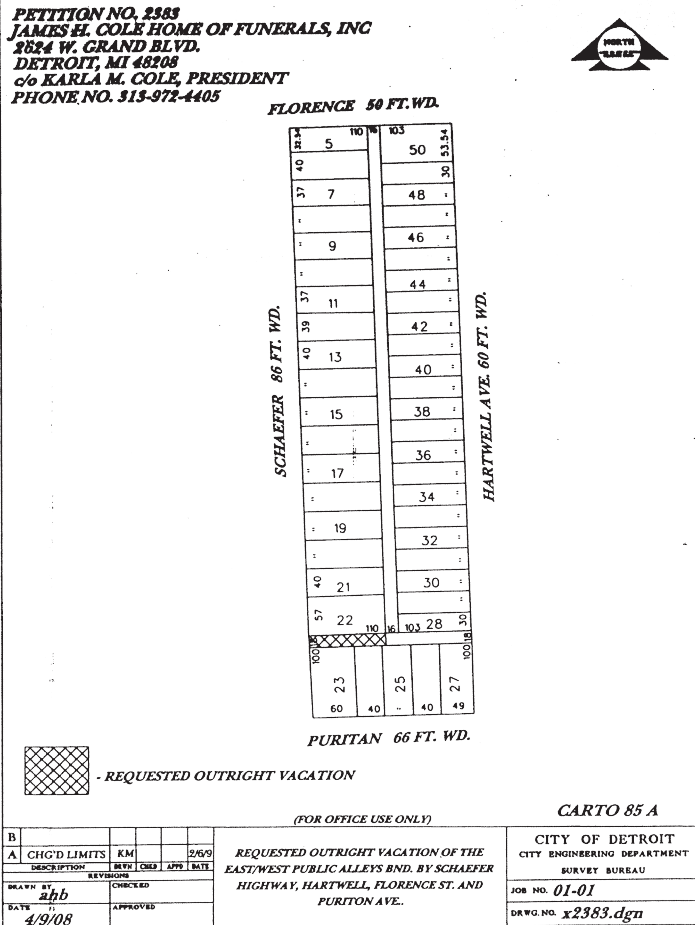 PETITION NO. 2383
JAMES H. COLE HOME OF FUNERALS, INC
2624 W. GRAND BLVD.
DETROIT, MI 48208
c/o KARLA M. COLE, PRESIDENT
PHONE NO. 313-972-4405
NORTH
FLORENCE 50 FT. WD.
32.54 5 110 16 103 50 53.54
40 30
37 7 48 "
"
" 9 46 "
"
37 11 44 "
39 42 "
40 13 40 "
SCHAEFER 86 FT. WD.
HARTWELL AVE. 60 FT. WD.
15 38 "
36 "
17 34 "
" 19 32 "
"
40 21 30 "
57 22 110 16 103 28 30
18 18
100 100
23 25 27
60 40 " 40 49
PURITAN 66 FT. WD.
- REQUESTED OUTRIGHT VACATION
(FOR OFFICE USE ONLY)
CARTO 85 A
B
A CHG'D LIMITS KM 2/6/9
DESCRIPTION DRWN CHKD APPD DATE
REVISIONS
DRAWN BY ahb CHECKED
DATE 4/9/08 APPROVED
REQUESTED OUTRIGHT VACATION OF THE
EAST/WEST PUBLIC ALLEYS BND. BY SCHAEFER
HIGHWAY, HARTWELL, FLORENCE ST. AND
PURITON AVE..
CITY OF DETROIT
CITY ENGINEERING DEPARTMENT
SURVEY BUREAU
JOB NO. 01-01
DRWG. NO. x2383.dgn